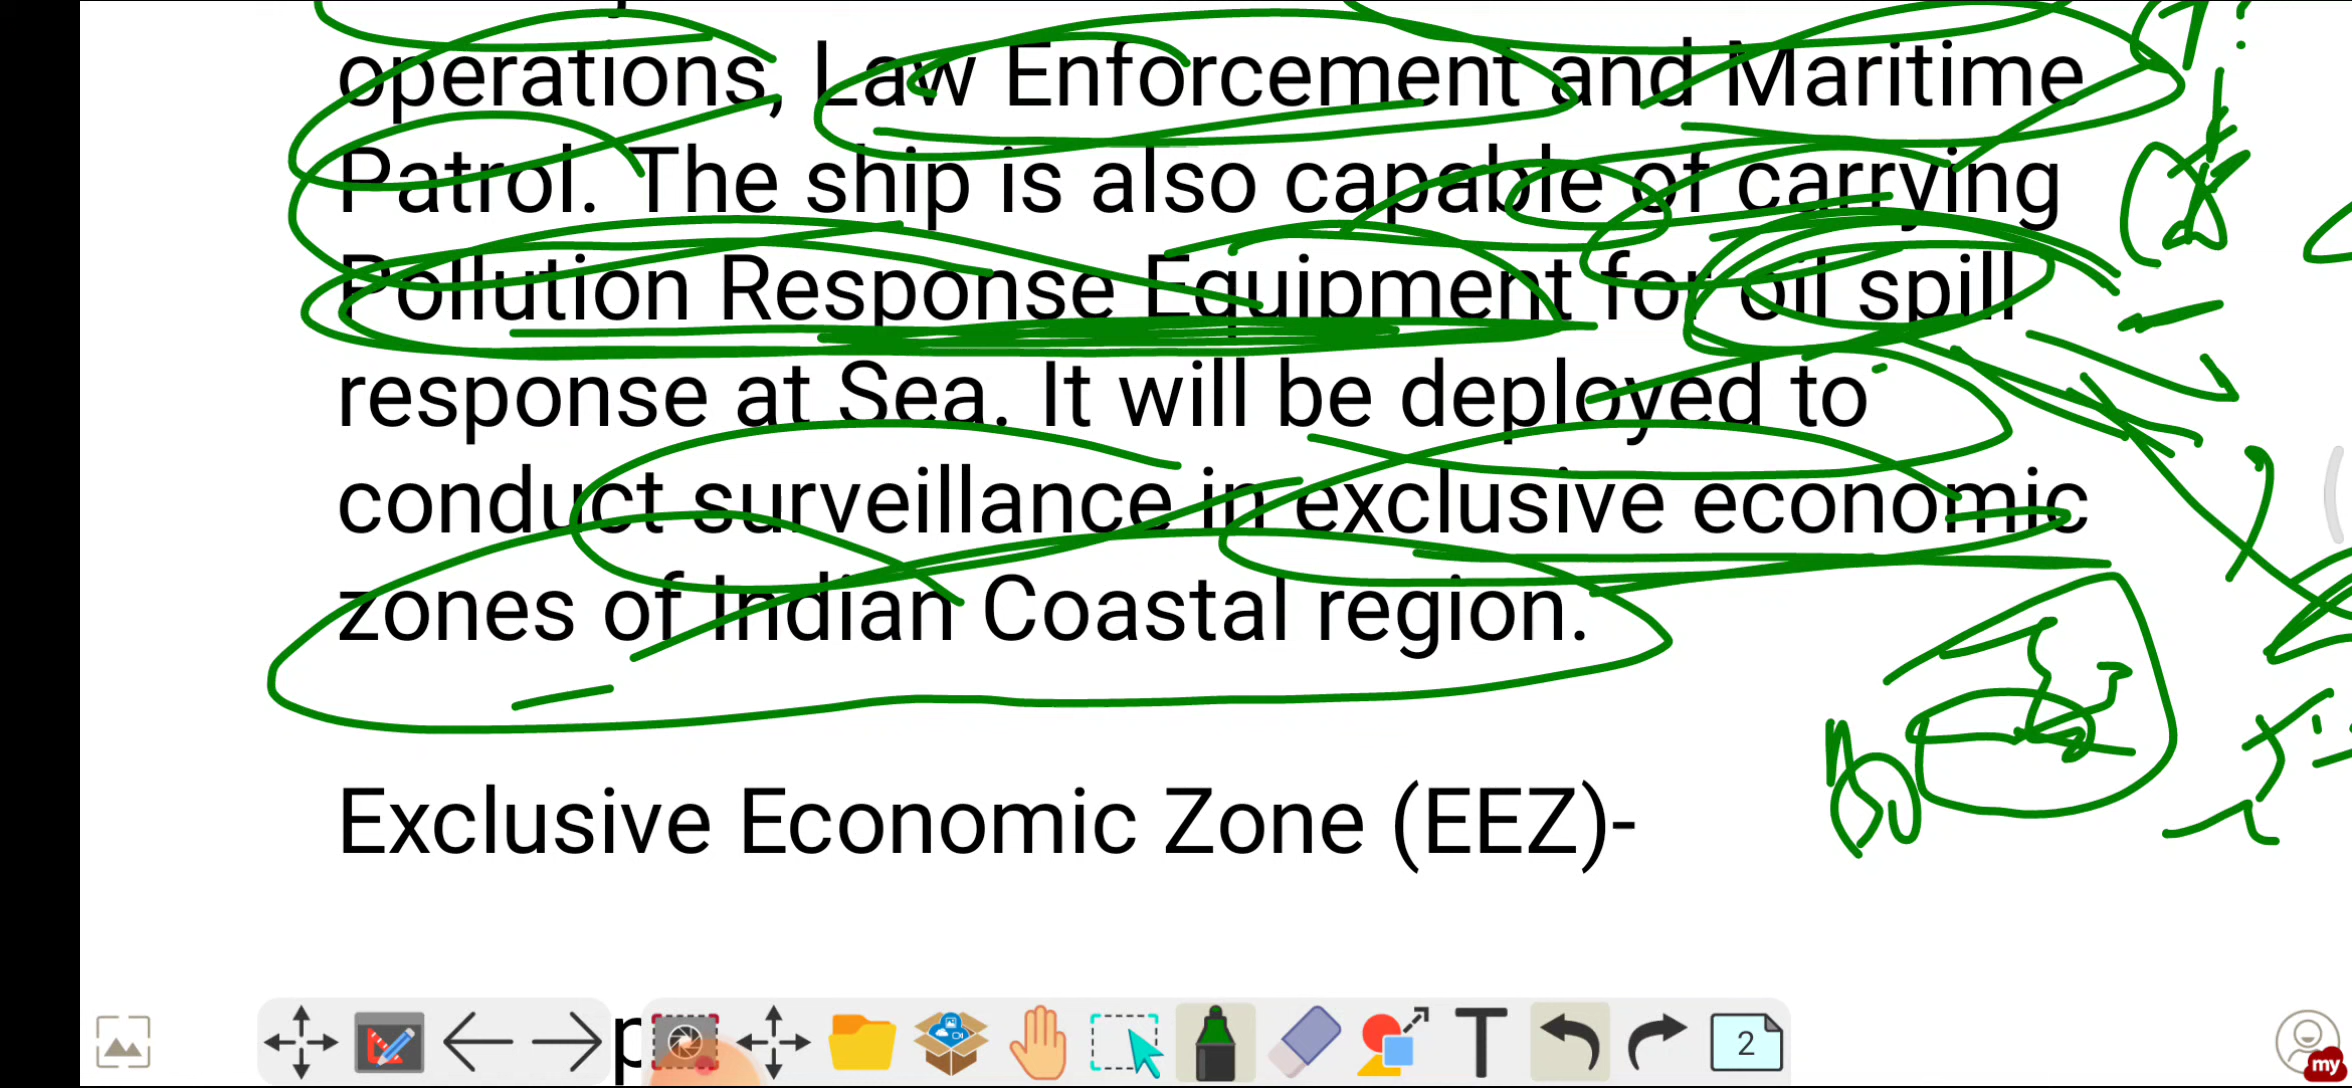 operations, Law Enforcement and Maritime
Patrol. The ship is also capable of carrying
Pollution Response Equipment for oil spill
response at Sea. It will be deployed to
conduct surveillance in exclusive economic
zones of Indian Coastal region.
Exclusive Economic Zone (EEZ)-
T
2
my